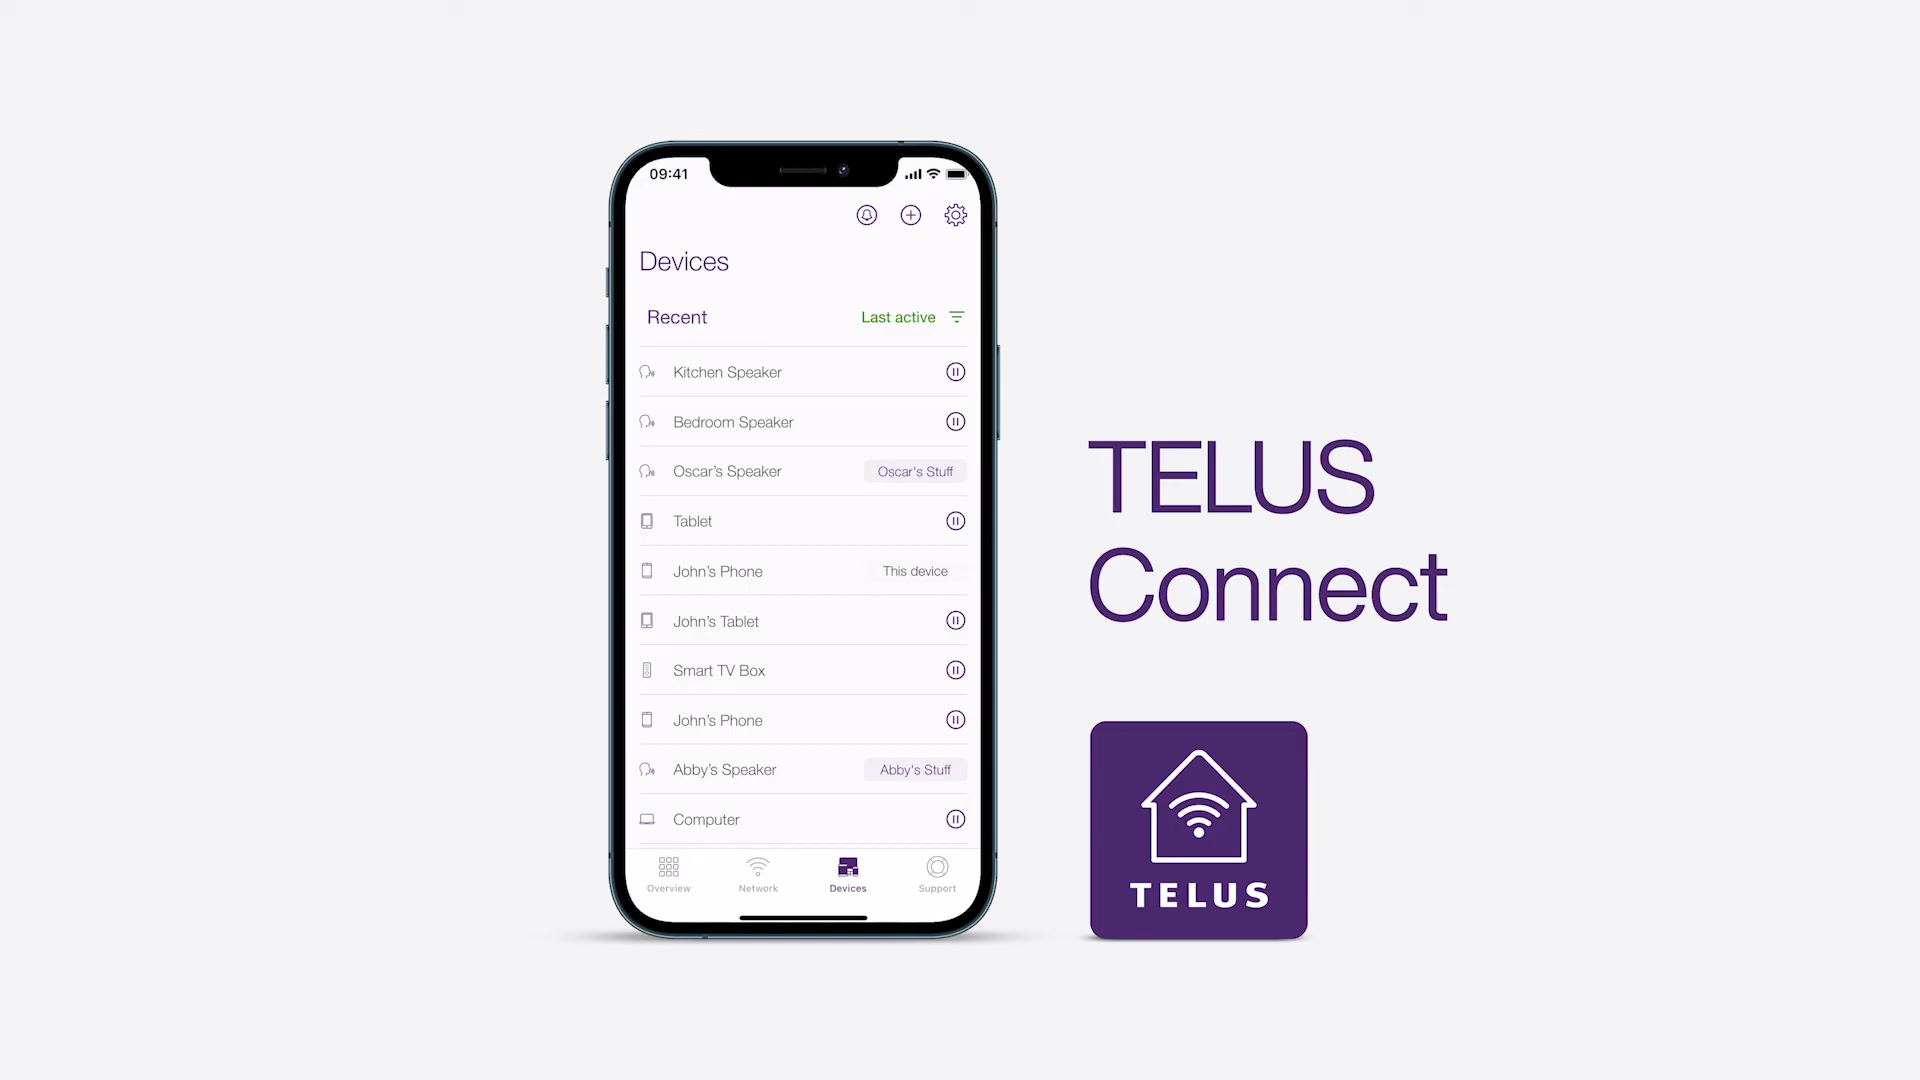 09:41
Devices
Recent
Last active
Kitchen Speaker
Bedroom Speaker
Oscar's Speaker
Oscar's Stuff
Tablet
John's Phone
This device
John's Tablet
Smart TV Box
John's Phone
Abby's Speaker
Abby's Stuff
Computer
Overview
Network
Devices
Support
TELUS
Connect
TELUS